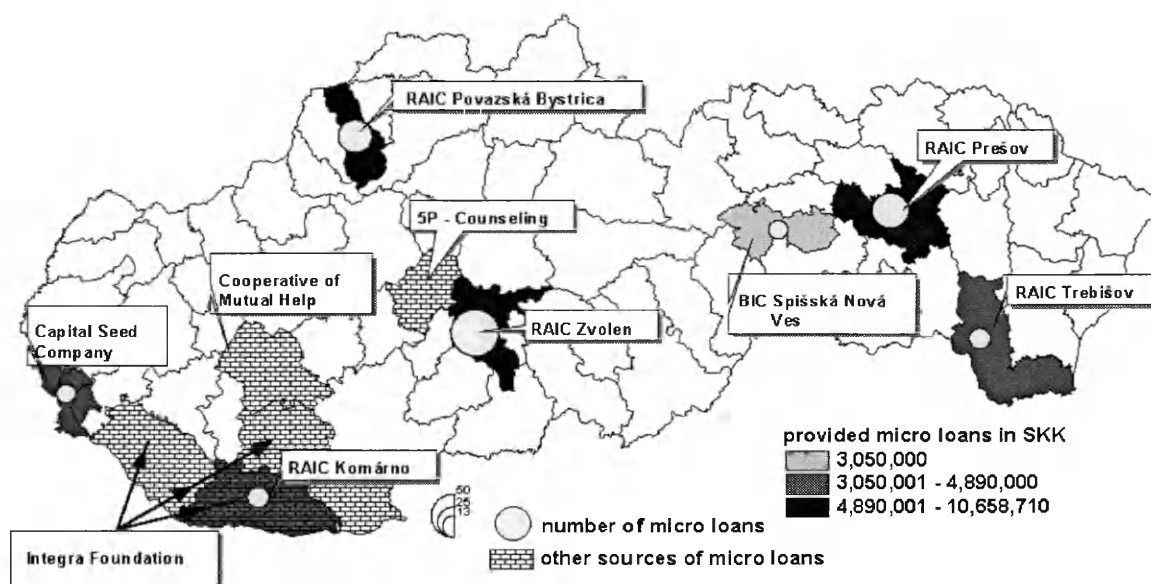 RAIC Povazská Bystrica
RAIC Prešov
5P - Counseling
Cooperative of
Mutual Help
BIC Spišská Nová
Ves
RAIC Trebišov
Capital Seed
Company
RAIC Zvolen
RAIC Komárno
Integra Foundation
50
25
13
number of micro loans
other sources of micro loans
provided micro loans in SKK
3,050,000
3,050,001 - 4,890,000
4,890,001 - 10,658,710